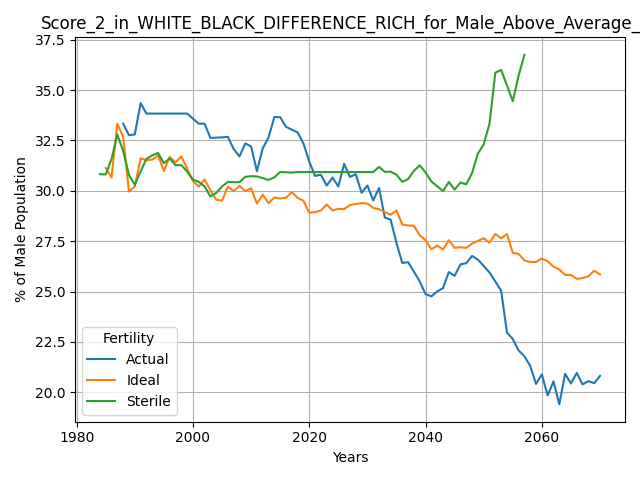 Score_2_in_WHITE_BLACK_DIFFERENCE_RICH_for_Male_Above_Average_
37.5
35.0
32.5
30.0
27.5
25.0
22.5
20.0
% of Male Population
Fertility
Actual
Ideal
Sterile
1980
2000
2020
2040
2060
Years